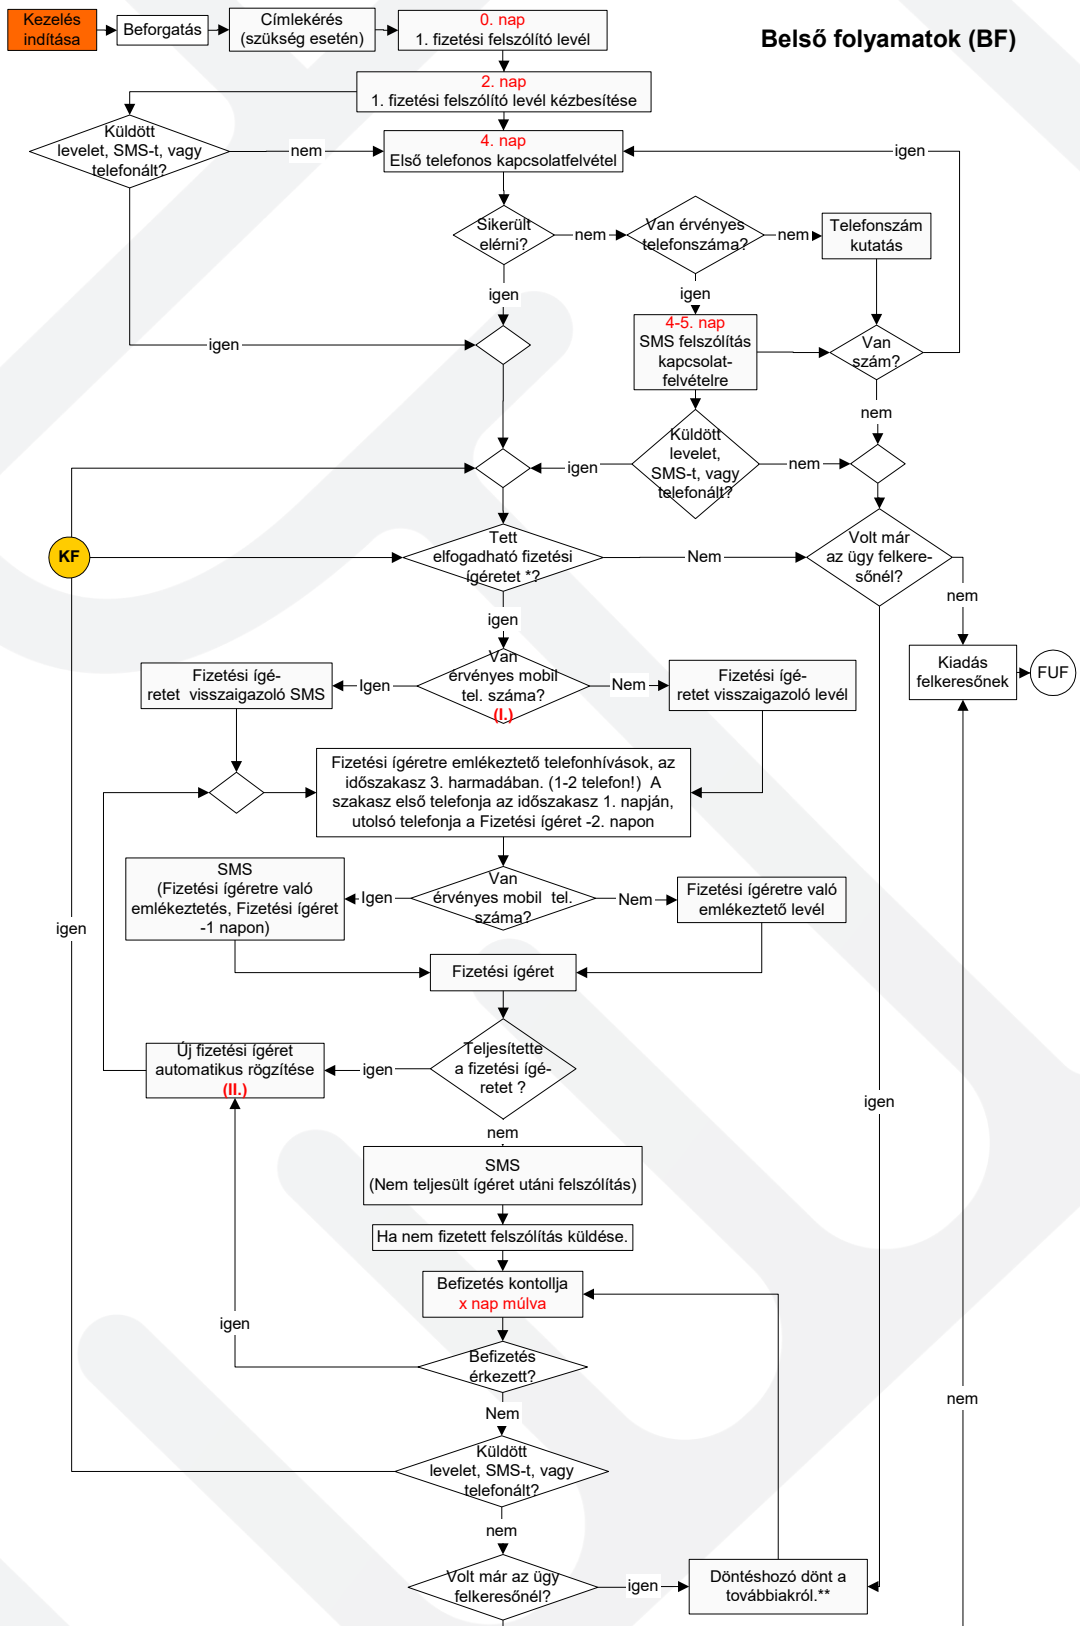 Kezelés
indítása
Beforgatás
Címlekérés
(szükség esetén)
0. nap
1. fizetési felszólító levél
Belső folyamatok (BF)
2. nap
1. fizetési felszólító levél kézbesítése
Küldött
levelet, SMS-t, vagy
telefonált?
nem
4. nap
Első telefonos kapcsolatfelvétel
igen
Sikerült
elérni?
nem
Van érvényes
telefonszáma?
nem
Telefonszám
kutatás
igen
igen
igen
4-5. nap
SMS felszólítás
kapcsolat-
felvételre
Van
szám?
nem
Küldött
levelet,
SMS-t, vagy
telefonált?
igen
nem
KF
Tett
elfogadható fizetési
ígéretet *?
Nem
Volt már
az ügy felkere-
sőnél?
nem
igen
Kiadás
felkeresőnek
FUF
Fizetési ígé-
retet visszaigazoló SMS
Igen
Van
érvényes mobil
tel. száma?
(I.)
Nem
Fizetési ígé-
retet visszaigazoló levél
Fizetési ígéretre emlékeztető telefonhívások, az
időszakasz 3. harmadában. (1-2 telefon!) A
szakasz első telefonja az időszakasz 1. napján,
utolsó telefonja a Fizetési ígéret -2. napon
SMS
(Fizetési ígéretre való
emlékeztetés, Fizetési ígéret
-1 napon)
Igen
Van
érvényes mobil tel.
száma?
Nem
Fizetési ígéretre való
emlékeztető levél
igen
Fizetési ígéret
Új fizetési ígéret
automatikus rögzítése
(II.)
igen
Teljesítette
a fizetési ígé-
retet ?
igen
nem
SMS
(Nem teljesült ígéret utáni felszólítás)
Ha nem fizetett felszólítás küldése.
Befizetés kontollja
x nap múlva
igen
Befizetés
érkezett?
Nem
nem
Küldött
levelet, SMS-t, vagy
telefonált?
nem
Volt már az ügy
felkeresőnél?
igen
Döntéshozó dönt a
továbbiakról.**